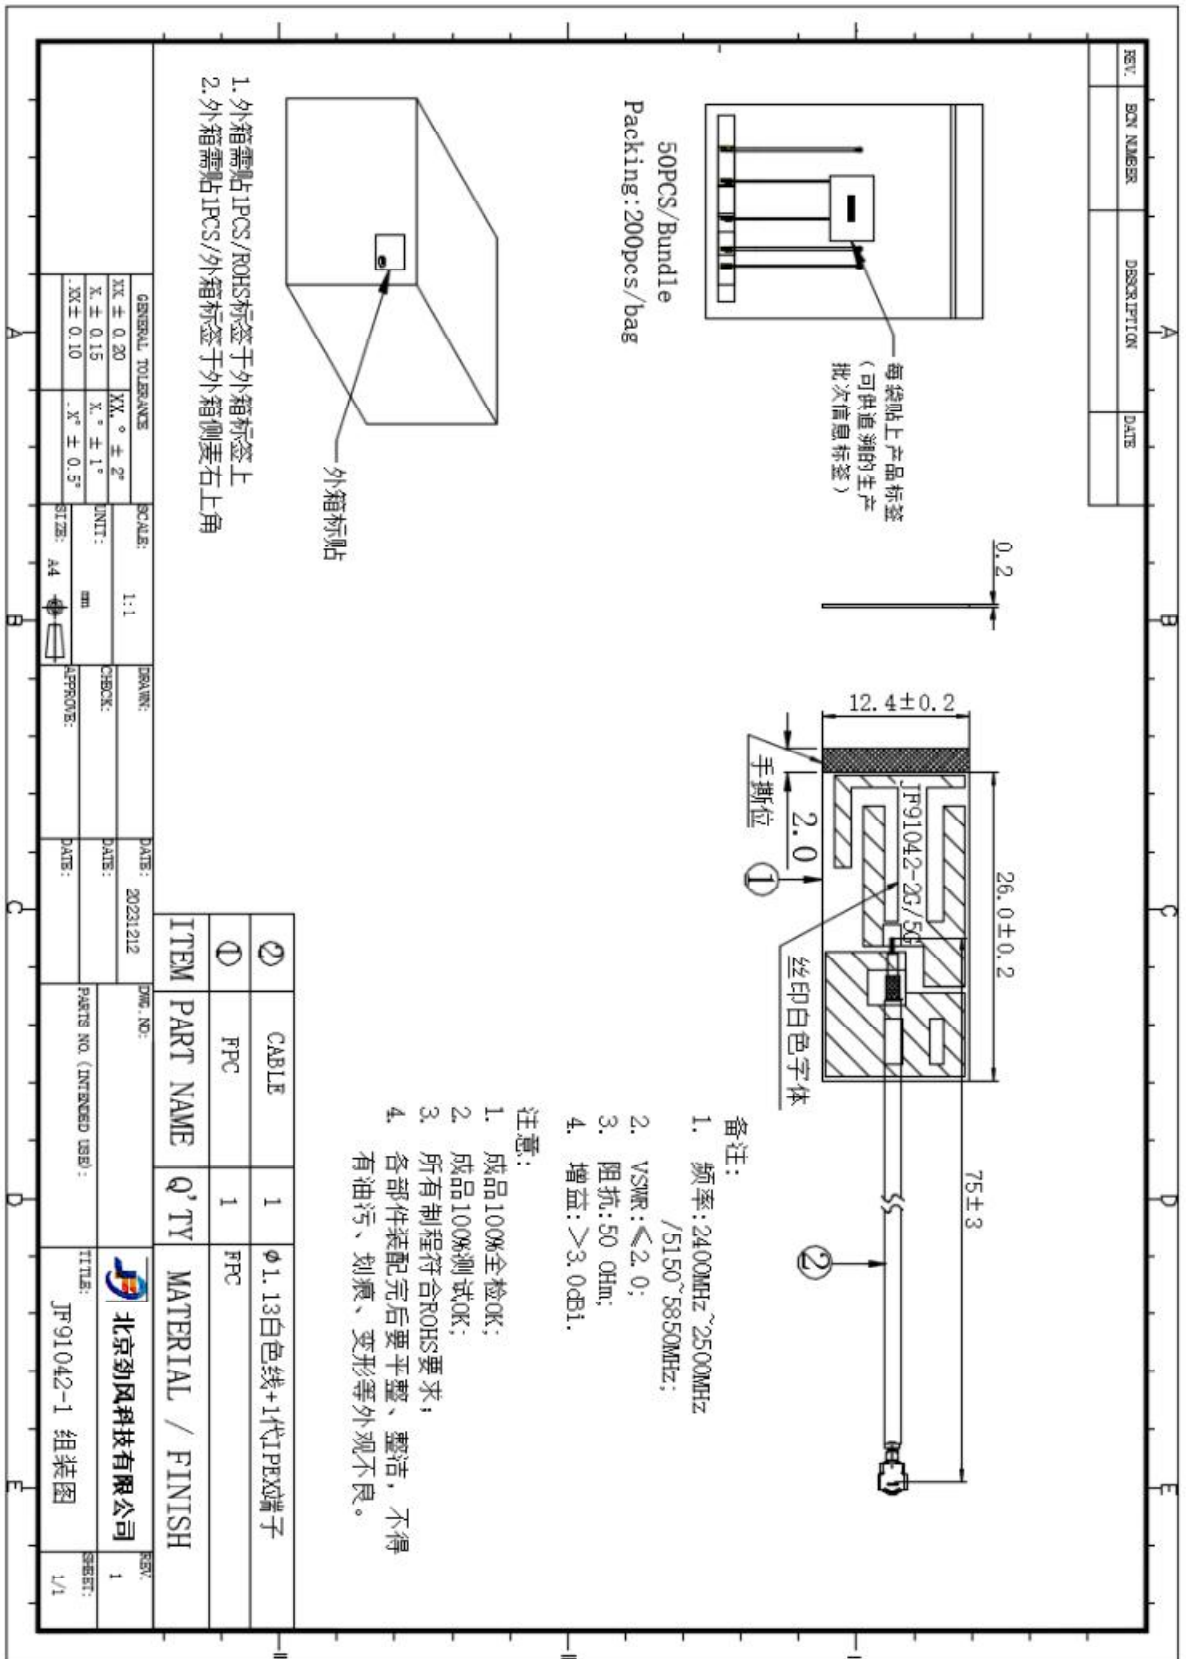 REV. ECN NUMBER DESCRIPTION DATE
A B C D E
50PCS/Bundle
Packing:200pcs/bag
每袋贴上产品标签
(可供追溯的生产
批次信息标签)
0.2
12.4±0.2
26.0±0.2
75±3
JF91042-2G/5G
2.0
手撕位
①
丝印白色字体
②
外箱标贴
1.外箱需贴1PCS/ROHS标签于外箱标签上
2.外箱需贴1PCS/外箱标签于外箱侧麦右上角
备注:
1. 频率:2400MHz~2500MHz
/5150~5850MHz;
2. VSWR:≤2.0;
3. 阻抗:50 OHm;
4. 增益:>3.0dBi.
注意:
1. 成品100%全检OK;
2. 成品100%测试OK;
3. 所有制程符合ROHS要求;
4. 各部件装配完后要平整、整洁,不得
有油污、划痕、变形等外观不良。
② CABLE 1 φ1.13白色线+1代IPEX端子
① FPC 1 FPC
ITEM PART NAME Q'TY MATERIAL / FINISH
GENERAL TOLERANCE
XX ± 0.20 XX.° ± 2°
X. ± 0.15 X.° ± 1°
.XX ± 0.10 .X° ± 0.5°
SCALE: 1:1
UNIT: mm
SIZE: A4
DRAWN:
CHECK:
APPROVE:
DATE: 20231212
DATE:
DATE:
DWG. NO:
PARTS NO. (INTENDED USE):
北京劲风科技有限公司
TITLE: JF91042-1 组装图
REV. 1
SHEET: 1/1
A B C D E